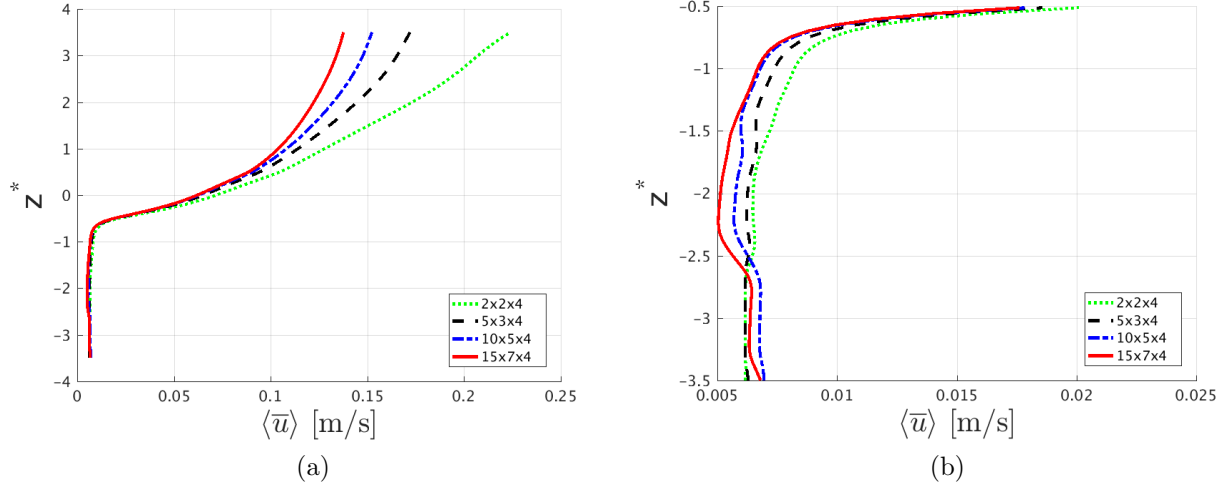 4
3
2
1
0
−1
−2
−3
−4
z*
0
0.05
0.1
0.15
0.2
0.25
⟨u̅⟩ [m/s]
2x2x4
5x3x4
10x5x4
15x7x4
(a)
−0.5
−1
−1.5
−2
−2.5
−3
−3.5
z*
0.005
0.01
0.015
0.02
0.025
⟨u̅⟩ [m/s]
2x2x4
5x3x4
10x5x4
15x7x4
(b)